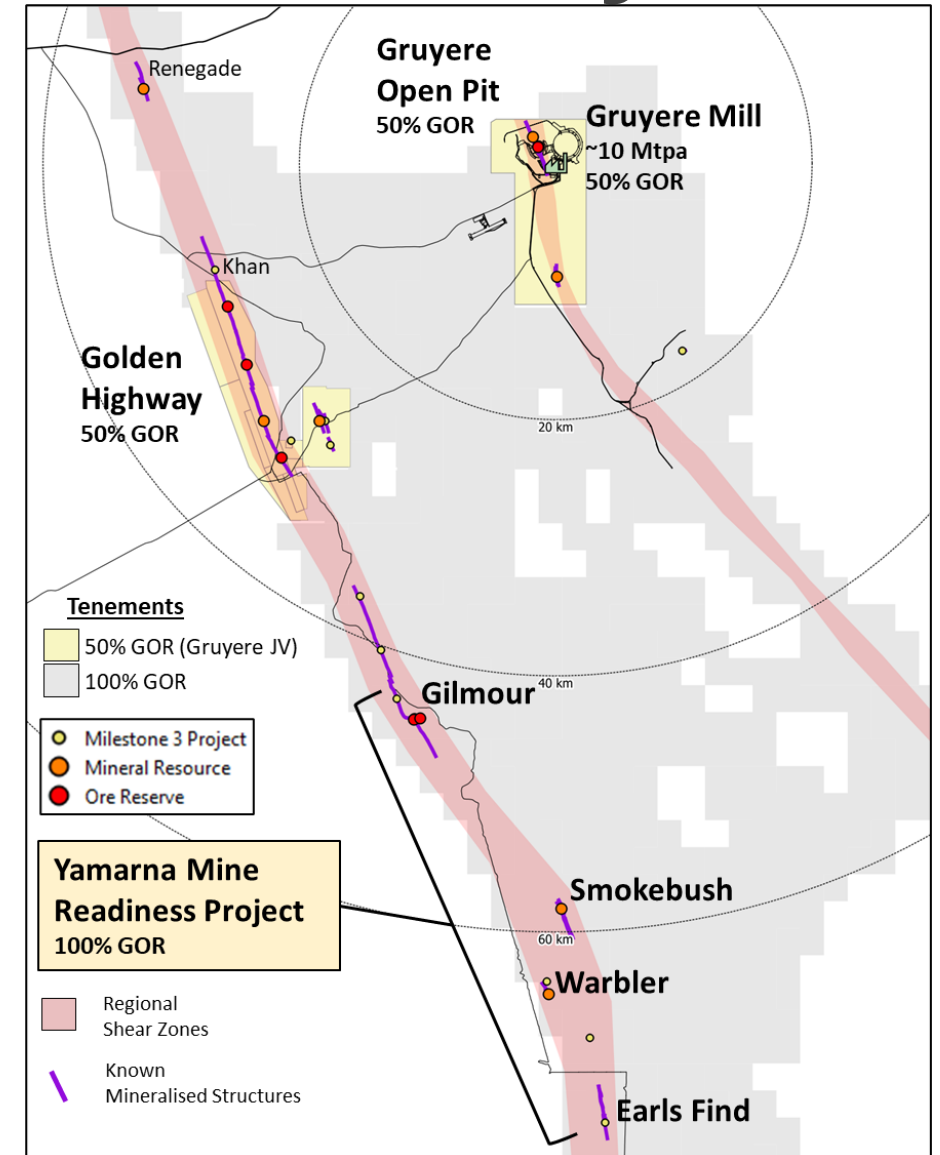 Renegade
Gruyere
Open Pit
50% GOR
Gruyere Mill
~10 Mtpa
50% GOR
Khan
Golden
Highway
50% GOR
20 km
Tenements
50% GOR (Gruyere JV)
100% GOR
40 km
Gilmour
Milestone 3 Project
Mineral Resource
Ore Reserve
Yamarna Mine
Readiness Project
100% GOR
Smokebush
60 km
Warbler
Regional
Shear Zones
Known
Mineralised Structures
Earls Find